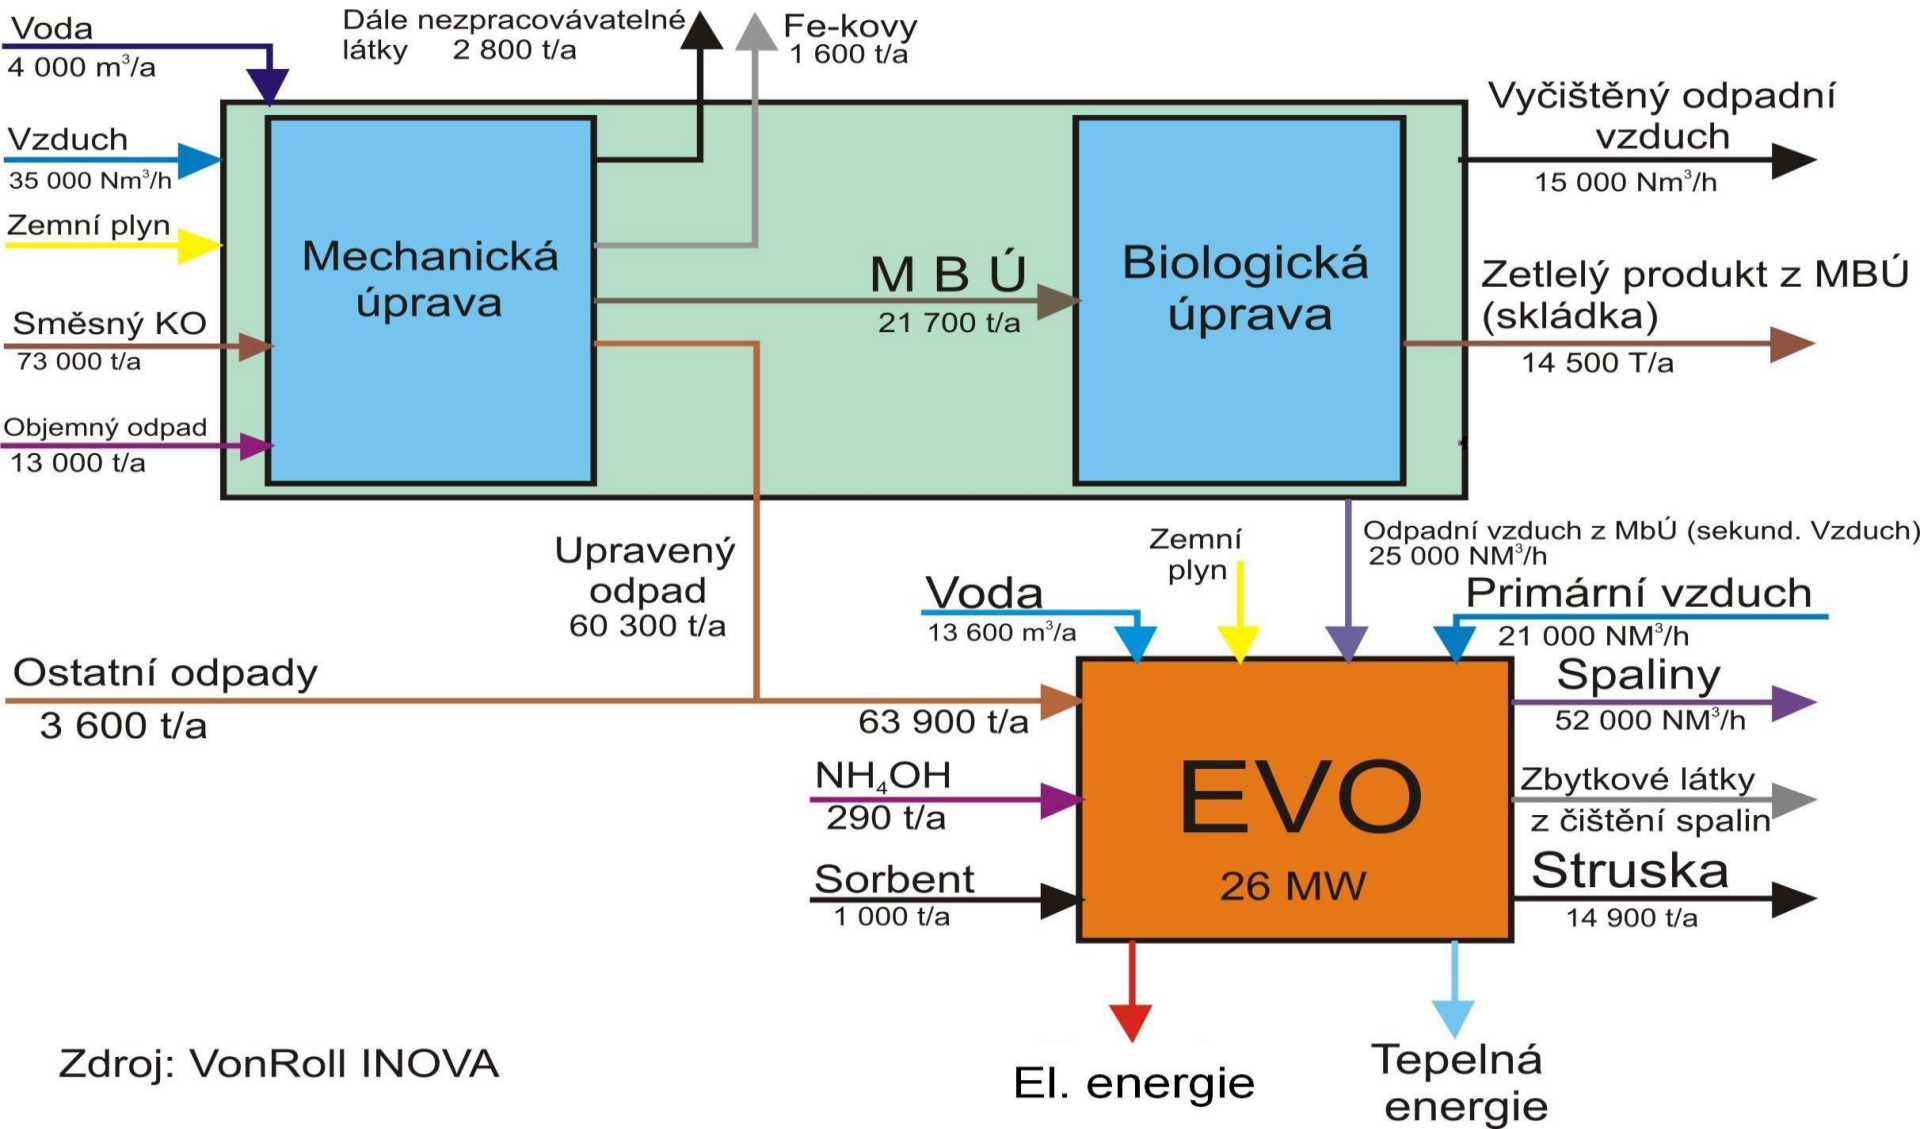 Voda
4 000 m³/a
Dále nezpracovávatelné
látky 2 800 t/a
Fe-kovy
1 600 t/a
Vyčištěný odpadní
vzduch
15 000 Nm³/h
Vzduch
35 000 Nm³/h
Zemní plyn
Mechanická
úprava
M B Ú
21 700 t/a
Biologická
úprava
Zetlelý produkt z MBÚ
(skládka)
14 500 T/a
Směsný KO
73 000 t/a
Objemný odpad
13 000 t/a
Upravený
odpad
60 300 t/a
Zemní
plyn
Odpadní vzduch z MbÚ (sekund. Vzduch)
25 000 NM³/h
Voda
13 600 m³/a
Primární vzduch
21 000 NM³/h
Ostatní odpady
3 600 t/a
63 900 t/a
Spaliny
52 000 NM³/h
NH₄OH
290 t/a
EVO
26 MW
Zbytkové látky
z čištění spalin
Sorbent
1 000 t/a
Struska
14 900 t/a
Zdroj: VonRoll INOVA
El. energie
Tepelná
energie